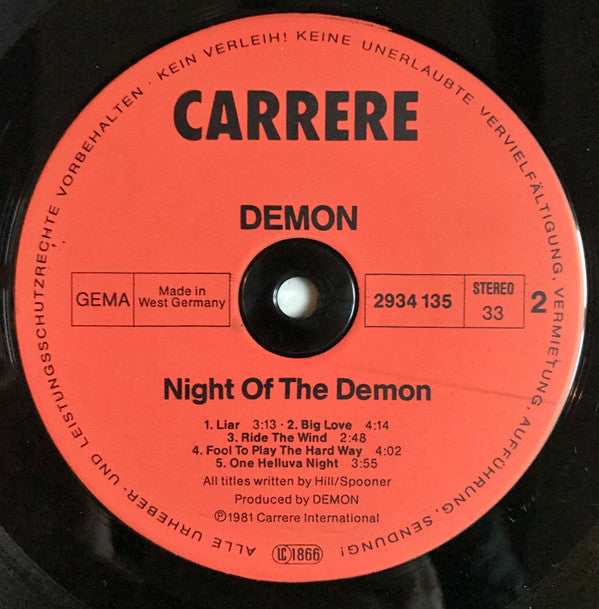 ALLE URHEBER- UND LEISTUNGSSCHUTZRECHTE VORBEHALTEN · KEIN VERLEIH! KEINE UNERLAUBTE VERVIELFÄLTIGUNG, VERMIETUNG, AUFFÜHRUNG, SENDUNG!
CARRERE
DEMON
GEMA
Made in
West Germany
2934 135
STEREO
33
2
Night Of The Demon
1. Liar 3:13 · 2. Big Love 4:14
3. Ride The Wind 2:48
4. Fool To Play The Hard Way 4:02
5. One Helluva Night 3:55
All titles written by Hill/Spooner
Produced by DEMON
℗1981 Carrere International
LC 1866